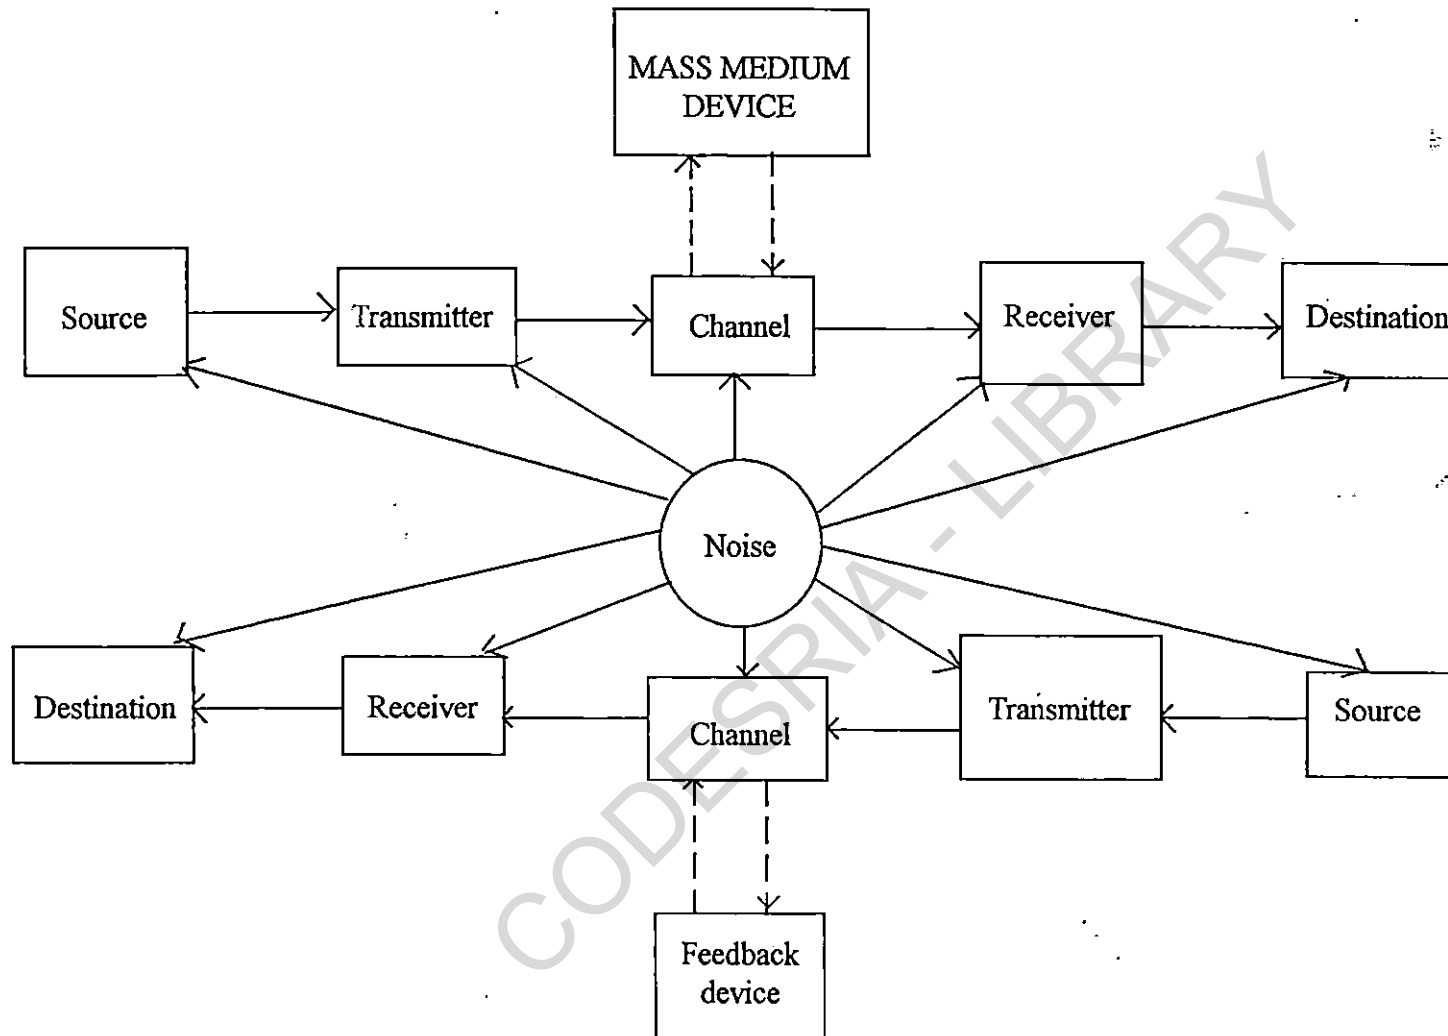 MASS MEDIUM
DEVICE
Source
Transmitter
Channel
Receiver
Destination
Noise
Destination
Receiver
Channel
Transmitter
Source
Feedback
device
CODESRIA - LIBRARY